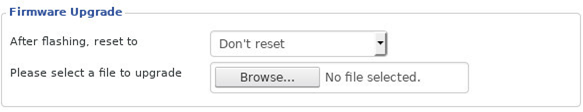 Firmware Upgrade
After flashing, reset to Don't reset
Please select a file to upgrade Browse... No file selected.